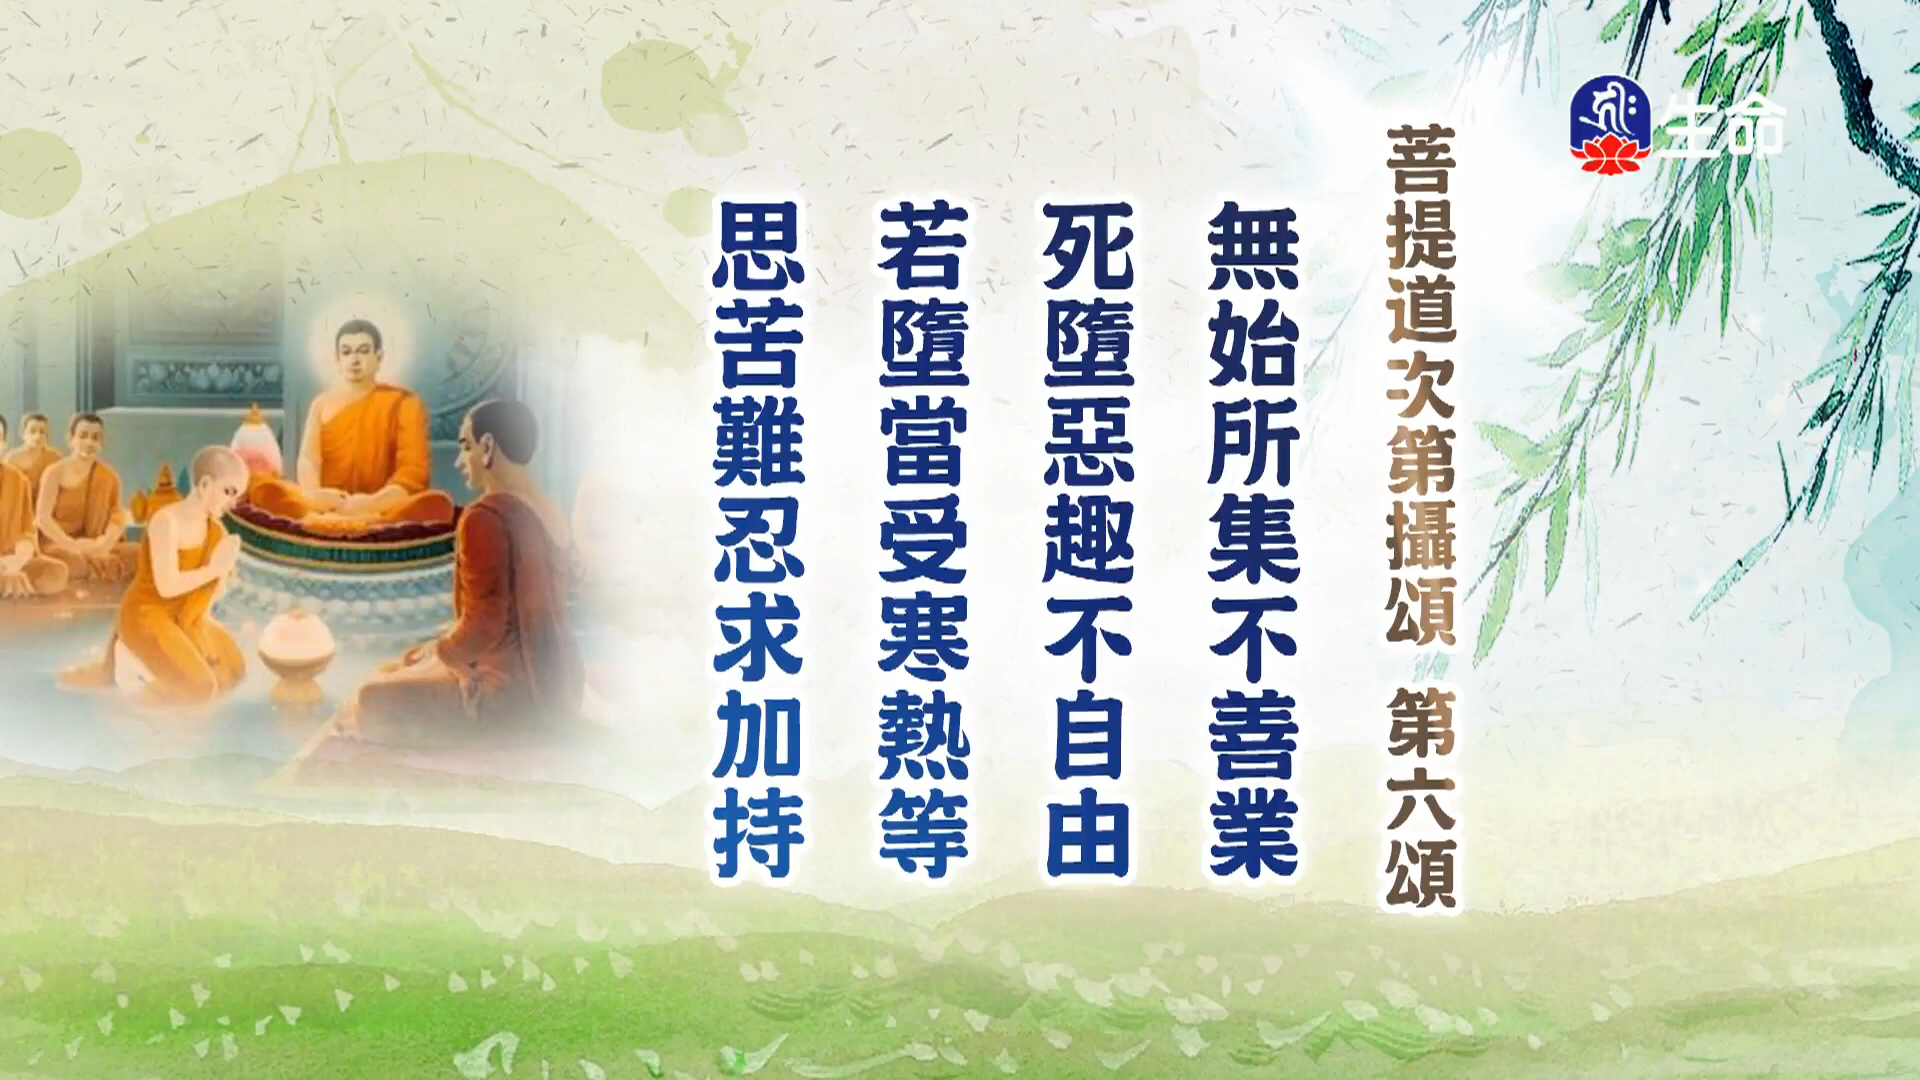 生命
菩提道次第攝頌 第六頌
無始所集不善業
死墮惡趣不自由
若墮當受寒熱等
思苦難忍求加持